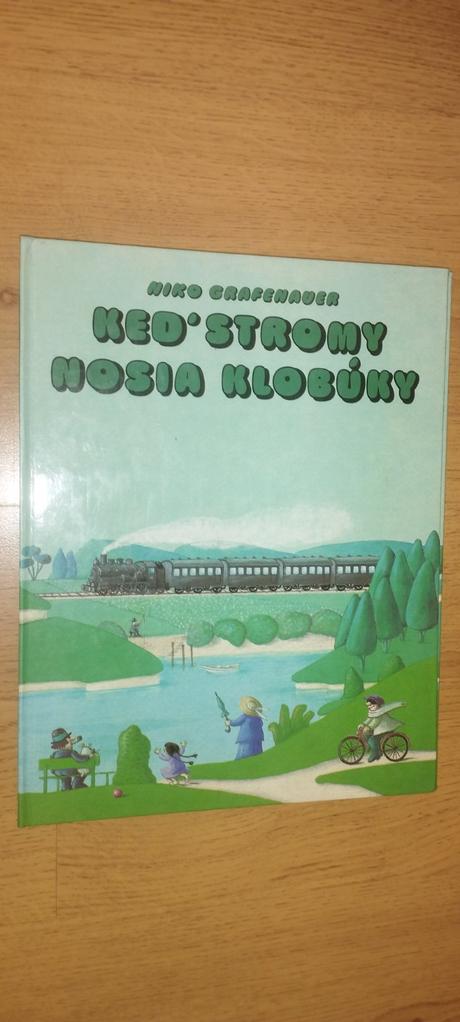 NIKO GRAFENAUER
KEĎ STROMY
NOSIA KLOBÚKY